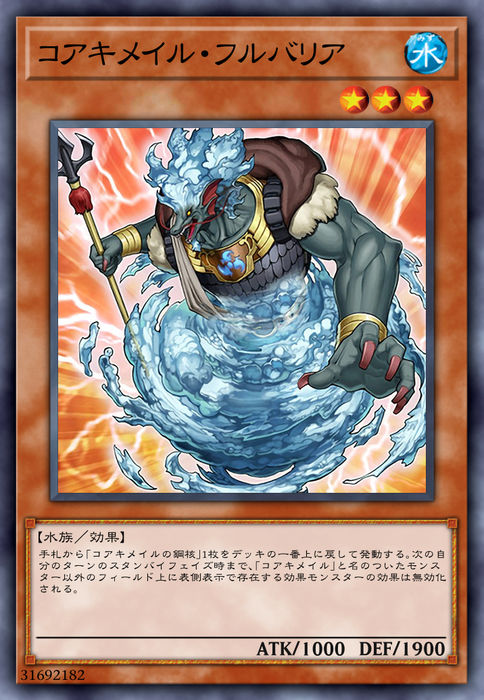 コアキメイル・フルバリア
みず
水
【水族／効果】
手札から「コアキメイルの鋼核」1枚をデッキの一番上に戻して発動する。次の自
分のターンのスタンバイフェイズ時まで、「コアキメイル」と名のついたモンス
ター以外のフィールド上に表側表示で存在する効果モンスターの効果は無効化
される。
ATK/1000 DEF/1900
31692182